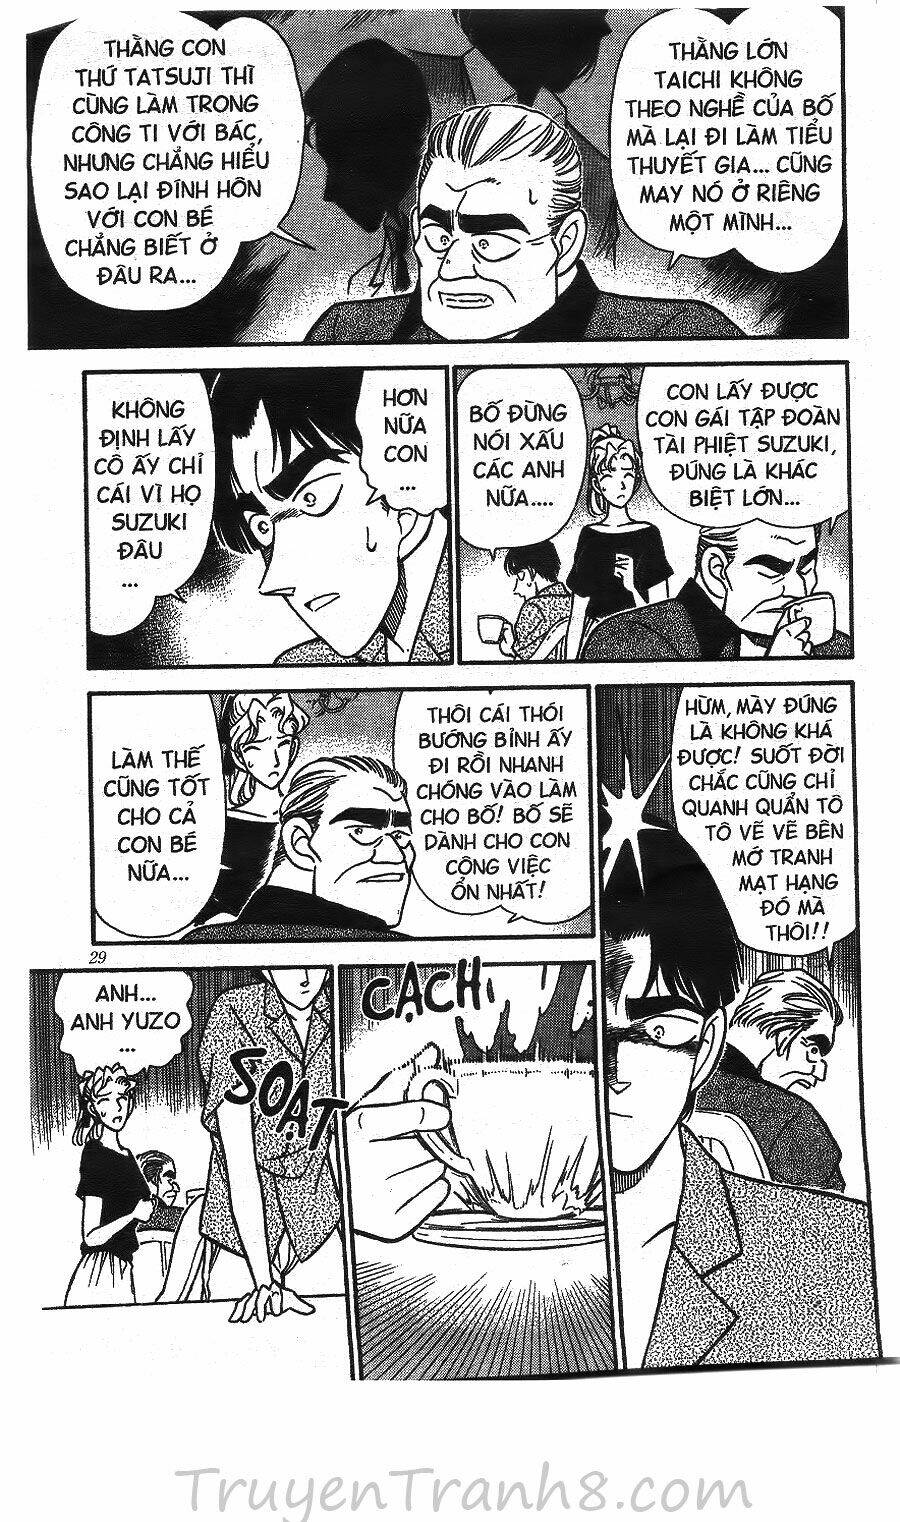 THẰNG LỚN
TAICHI KHÔNG
THEO NGHỀ CỦA BỐ
MÀ LẠI ĐI LÀM TIỂU
THUYẾT GIA... CŨNG
MAY NÓ Ở RIÊNG
MỘT MÌNH...
THẰNG CON
THỨ TATSUJI THÌ
CÙNG LÀM TRONG
CÔNG TI VỚI BÁC,
NHƯNG CHẲNG HIỂU
SAO LẠI ĐÍNH HÔN
VỚI CON BÉ
CHẲNG BIẾT Ở
ĐÂU RA...
CON LẤY ĐƯỢC
CON GÁI TẬP ĐOÀN
TÀI PHIỆT SUZUKI,
ĐÚNG LÀ KHÁC
BIỆT LỚN...
BỐ ĐỪNG
NÓI XẤU
CÁC ANH
NỮA....
HƠN
NỮA
CON
...
KHÔNG
ĐỊNH LẤY
CÔ ẤY CHỈ
CÁI VÌ HỌ
SUZUKI
ĐÂU
...
HỪM, MÀY ĐÚNG
LÀ KHÔNG KHÁ
ĐƯỢC! SUỐT ĐỜI
CHẮC CŨNG CHỈ
QUANH QUẨN TÔ
TÔ VẼ VẼ BÊN
MỚ TRANH
MẠT HẠNG
ĐÓ MÀ
THÔI!!
THÔI CÁI THÓI
BƯỚNG BỈNH ẤY
ĐI RỒI NHANH
CHÓNG VÀO LÀM
CHO BỐ! BỐ SẼ
DÀNH CHO CON
CÔNG VIỆC
ỔN NHẤT!
LÀM THẾ
CŨNG TỐT
CHO CẢ
CON BÉ
NỮA...
29
CẠCH
SOẠT
ANH...
ANH YUZO
...
TruyenTranh8.com